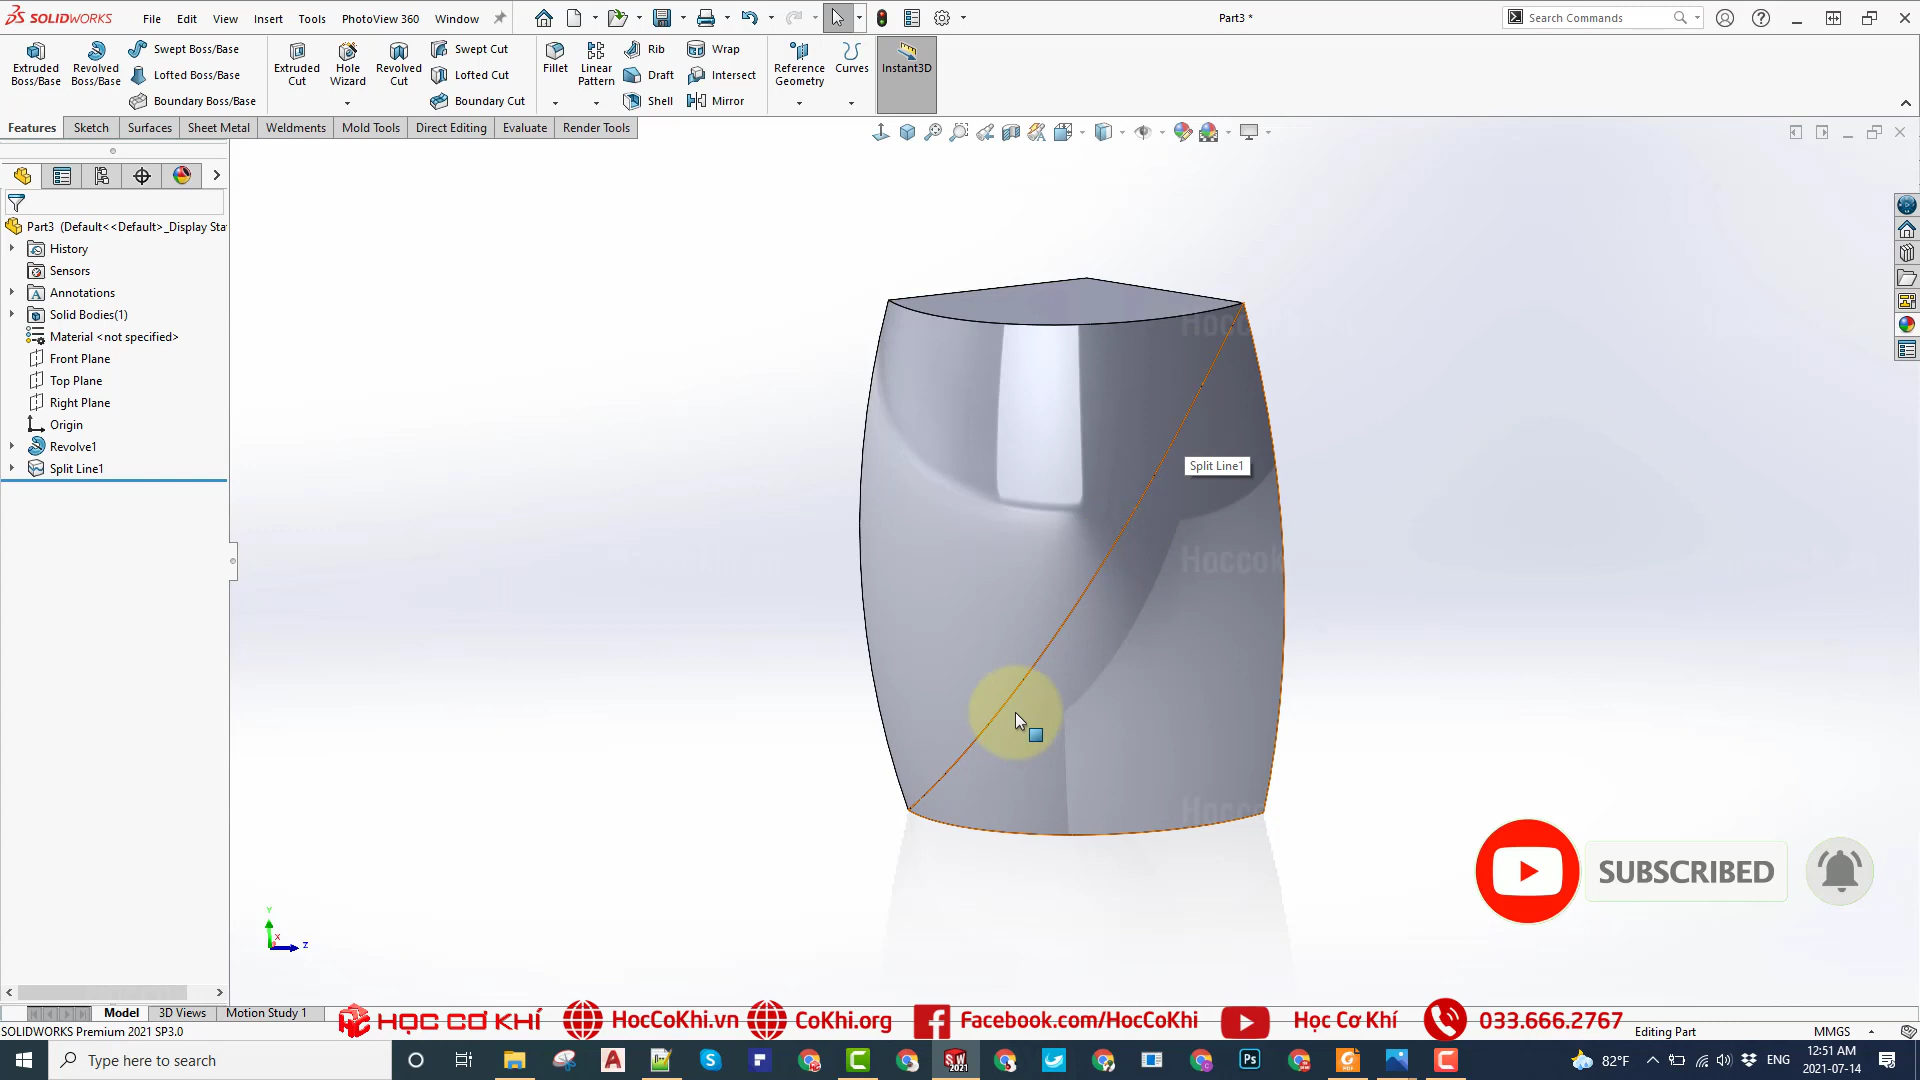 SOLIDWORKS File Edit View Insert Tools PhotoView 360 Window Part3 * Search Commands
Extruded Boss/Base
Revolved Boss/Base
Swept Boss/Base
Lofted Boss/Base
Boundary Boss/Base
Extruded Cut
Hole Wizard
Revolved Cut
Swept Cut
Lofted Cut
Boundary Cut
Fillet
Linear Pattern
Rib
Draft
Shell
Wrap
Intersect
Mirror
Reference Geometry
Curves
Instant3D
Features Sketch Surfaces Sheet Metal Weldments Mold Tools Direct Editing Evaluate Render Tools
Part3 (Default<<Default>_Display Sta
History
Sensors
Annotations
Solid Bodies(1)
Material <not specified>
Front Plane
Top Plane
Right Plane
Origin
Revolve1
Split Line1
Split Line1
SUBSCRIBED
Y
X
Z
Model 3D Views Motion Study 1
HỌC CƠ KHÍ HocCoKhi.vn CoKhi.org Facebook.com/HocCoKhi Học Cơ Khí 033.666.2767
SOLIDWORKS Premium 2021 SP3.0 Editing Part MMGS
Type here to search 82°F ENG 12:51 AM
2021-07-14